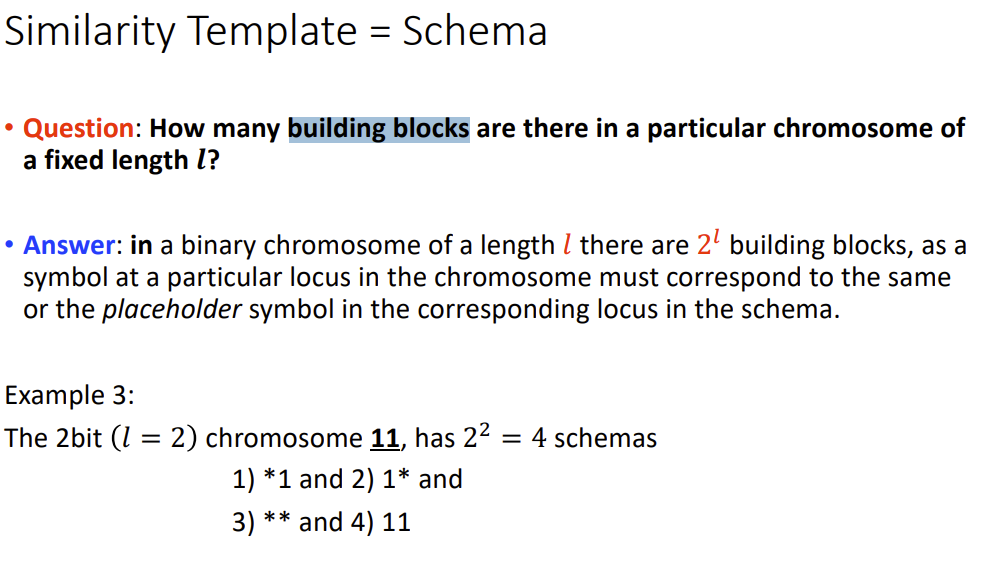 Similarity Template = Schema
• Question: How many building blocks are there in a particular chromosome of
a fixed length l?
• Answer: in a binary chromosome of a length l there are 2^l building blocks, as a
symbol at a particular locus in the chromosome must correspond to the same
or the placeholder symbol in the corresponding locus in the schema.
Example 3:
The 2bit (l = 2) chromosome 11, has 2² = 4 schemas
1) *1 and 2) 1* and
3) ** and 4) 11